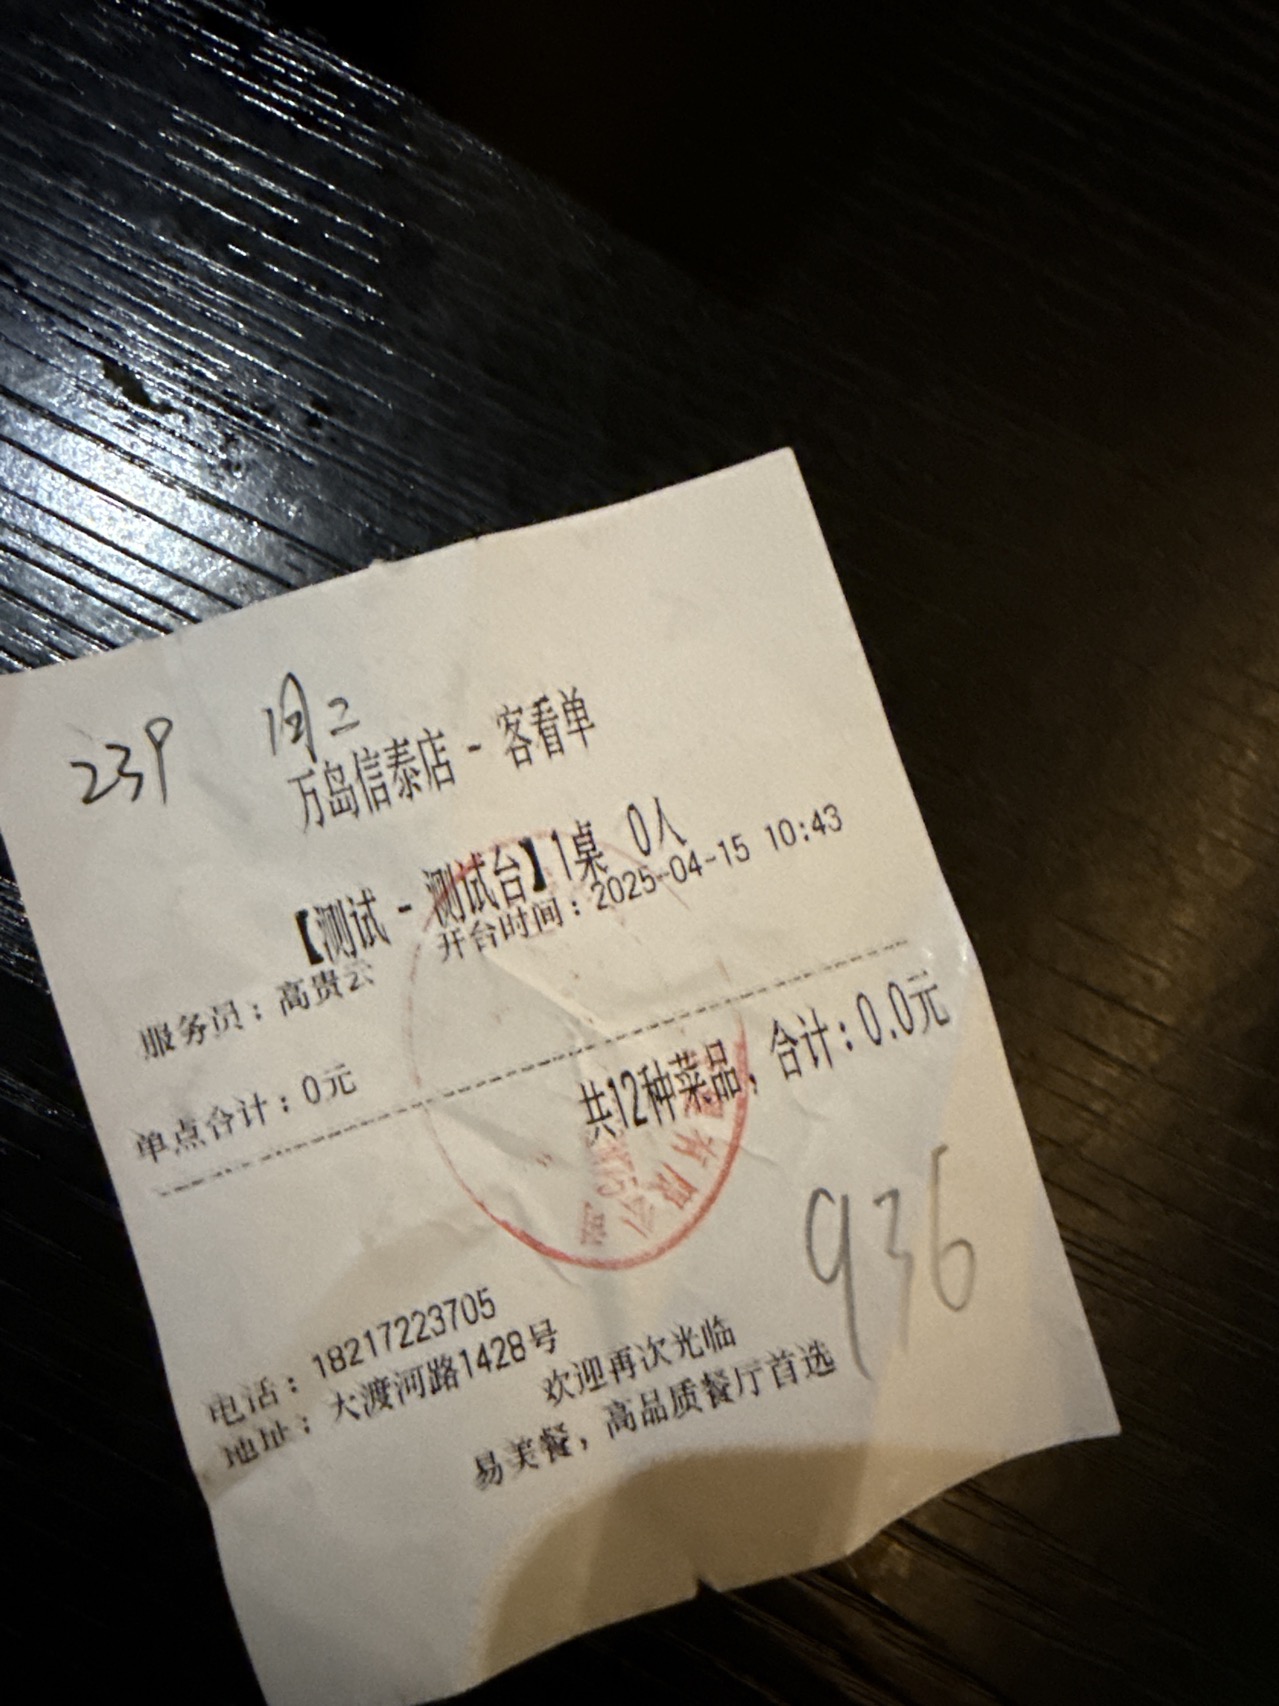 239 周二
万岛信泰店 - 客看单
【测试 - 测试台】1桌 0人
开台时间：2025-04-15 10:43
服务员：高贵云
共12种菜品，合计：0.0元
单点合计：0元
有限
936
电话：18217223705
地址：大渡河路1428号
欢迎再次光临
易美餐，高品质餐厅首选